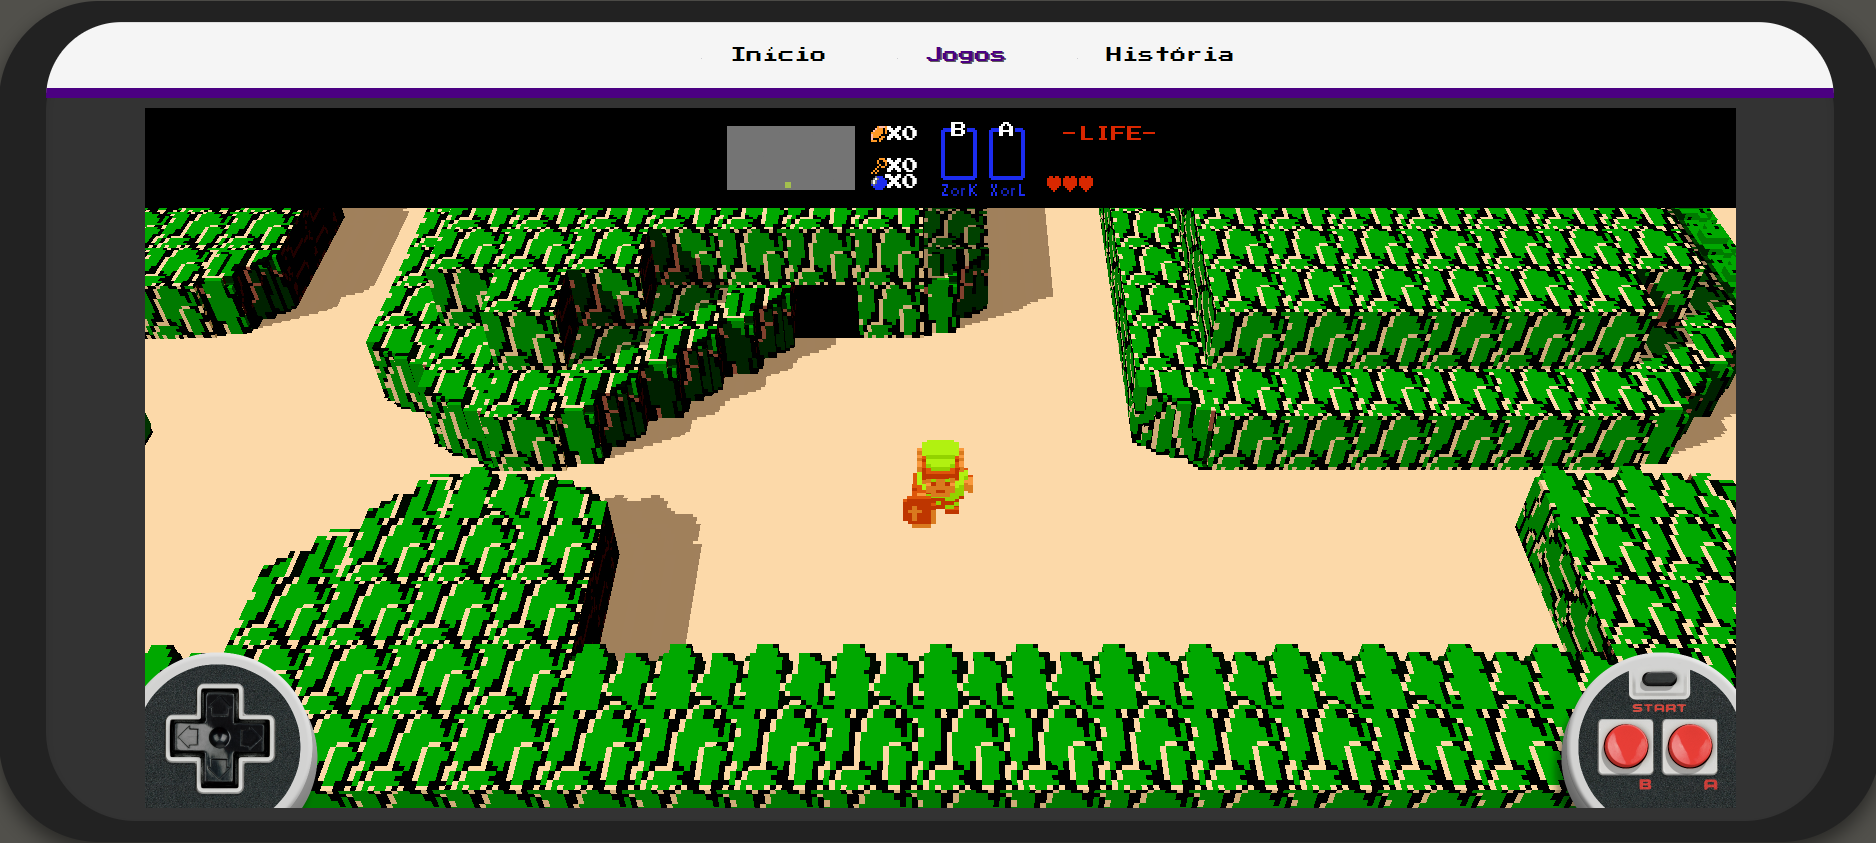 Início Jogos História
X0 B A -LIFE-
X0
X0
ZorK XorL
START
B A